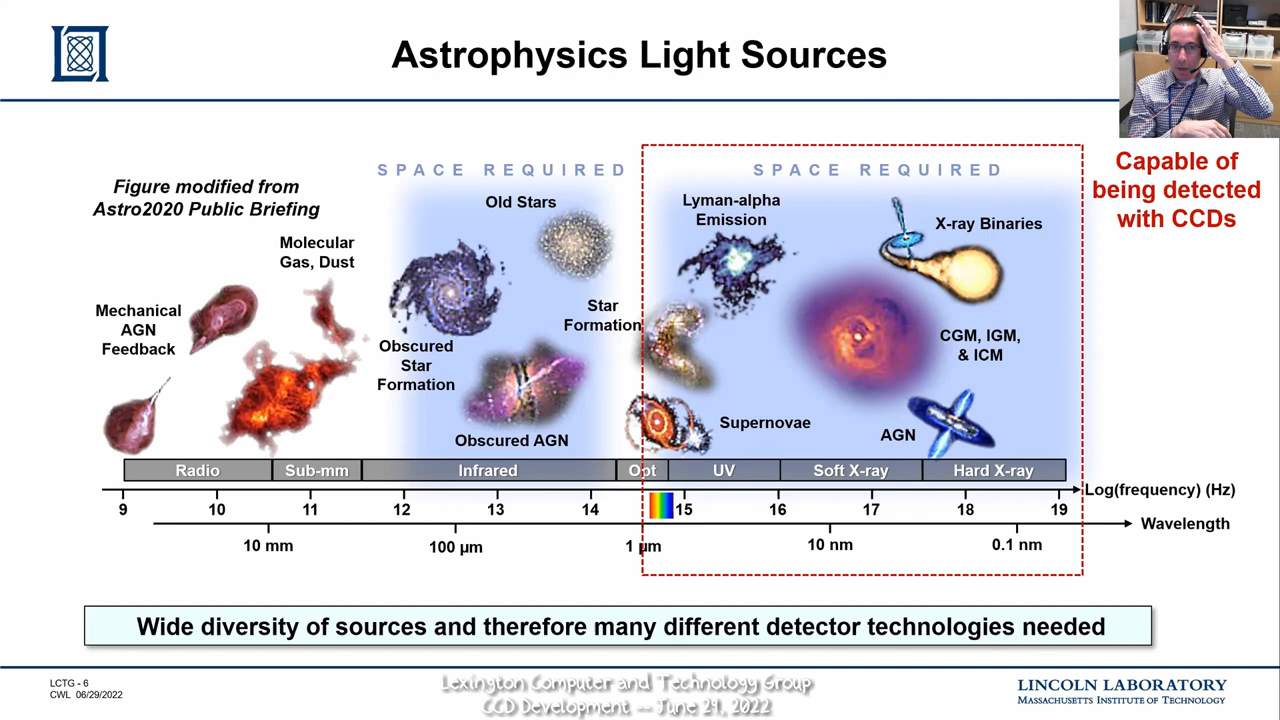 Astrophysics Light Sources
SPACE REQUIRED
SPACE REQUIRED
Capable of
being detected
with CCDs
Figure modified from
Astro2020 Public Briefing
Old Stars
Lyman-alpha
Emission
X-ray Binaries
Molecular
Gas, Dust
Mechanical
AGN
Feedback
Star
Formation
Obscured
Star
Formation
CGM, IGM,
& ICM
Obscured AGN
Supernovae
AGN
Radio
Sub-mm
Infrared
Opt
UV
Soft X-ray
Hard X-ray
Log(frequency) (Hz)
9 10 11 12 13 14 15 16 17 18 19
Wavelength
10 mm 100 µm 1 µm 10 nm 0.1 nm
Wide diversity of sources and therefore many different detector technologies needed
LCTG - 6
CWL 06/29/2022
Lexington Computer and Technology Group
CCD Development -- June 29, 2022
LINCOLN LABORATORY
MASSACHUSETTS INSTITUTE OF TECHNOLOGY